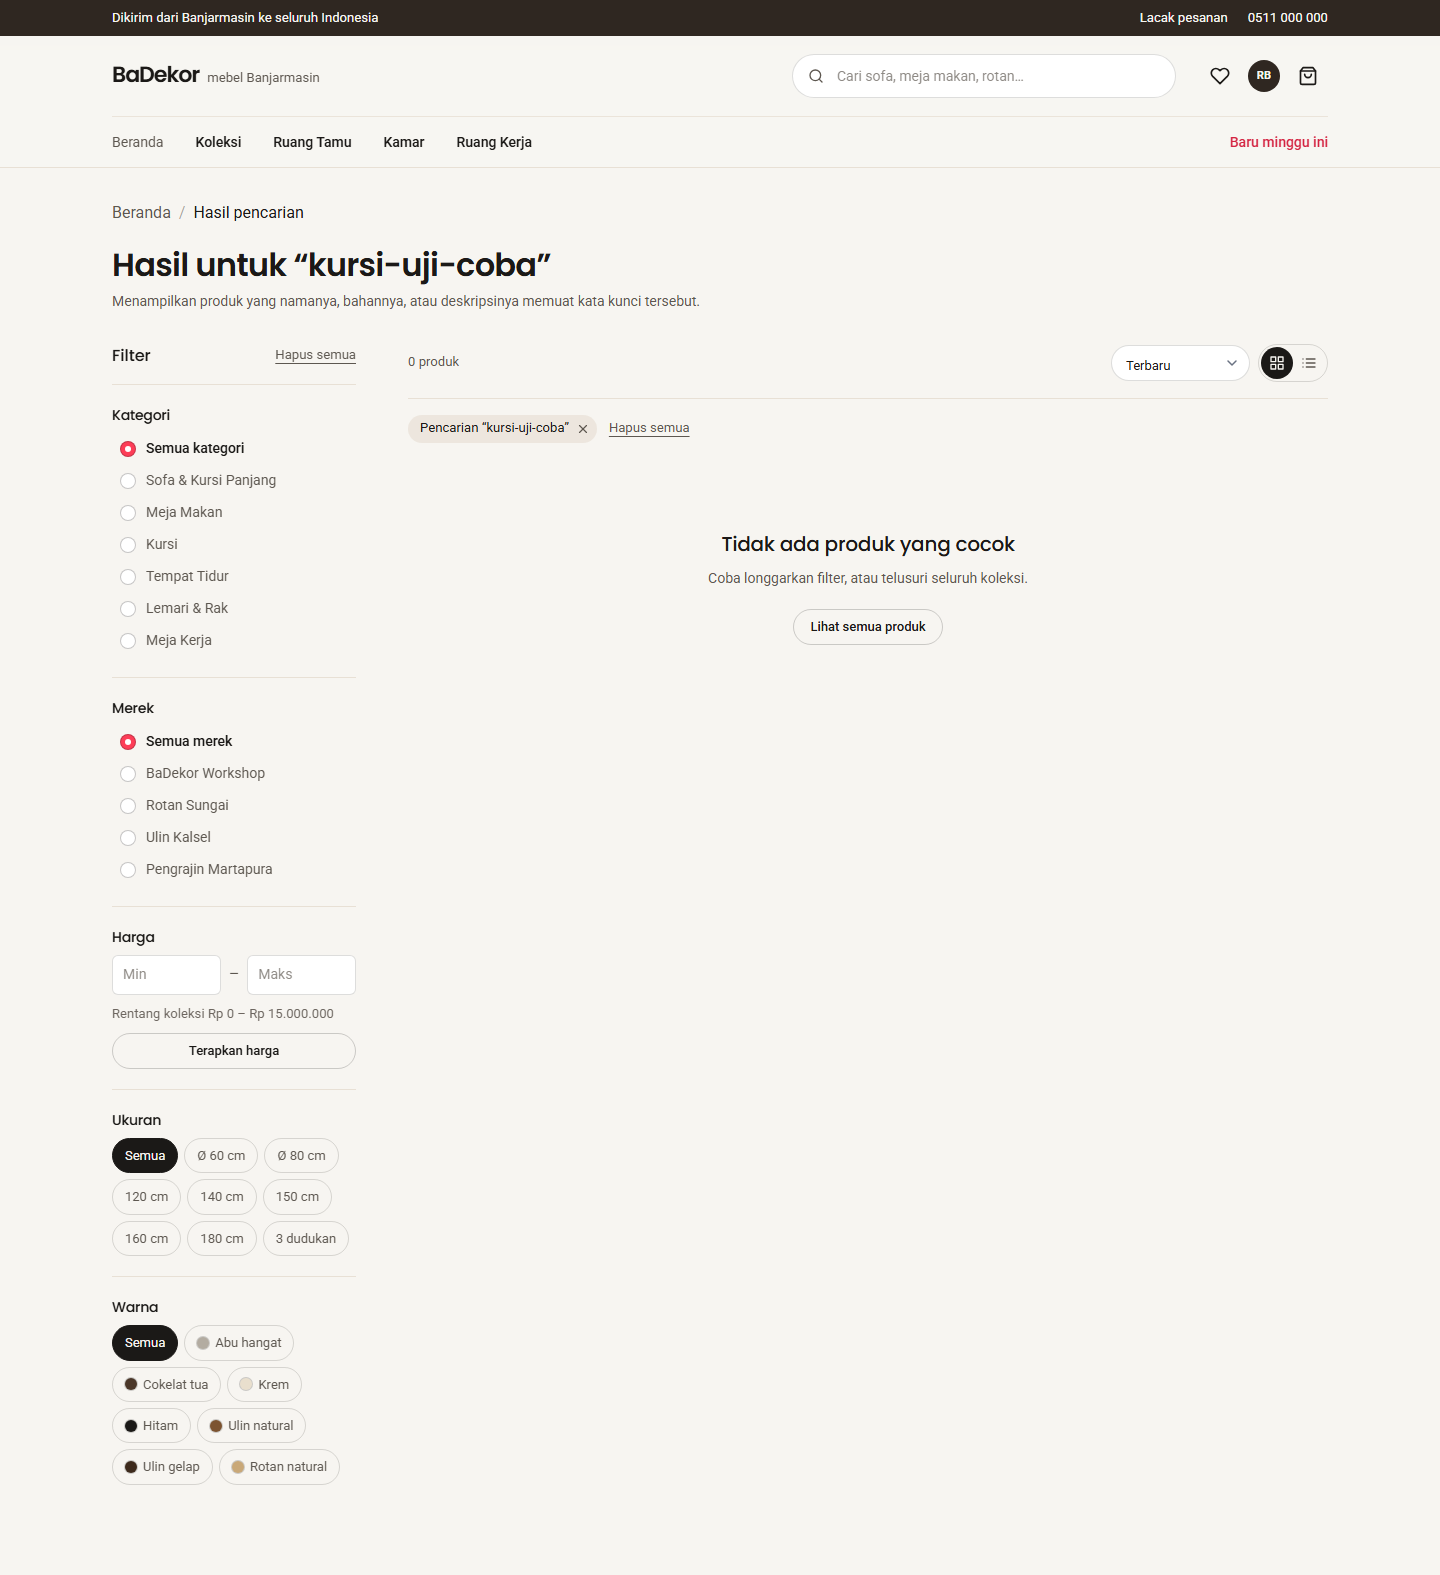 Dikirim dari Banjarmasin ke seluruh Indonesia
Lacak pesanan
0511 000 000
BaDekor
mebel Banjarmasin
Cari sofa, meja makan, rotan...
RB
Beranda
Koleksi
Ruang Tamu
Kamar
Ruang Kerja
Baru minggu ini
Beranda / Hasil pencarian
Hasil untuk “kursi-uji-coba”
Menampilkan produk yang namanya, bahannya, atau deskripsinya memuat kata kunci tersebut.
Filter
Hapus semua
Kategori
Semua kategori
Sofa & Kursi Panjang
Meja Makan
Kursi
Tempat Tidur
Lemari & Rak
Meja Kerja
Merek
Semua merek
BaDekor Workshop
Rotan Sungai
Ulin Kalsel
Pengrajin Martapura
Harga
Min – Maks
Rentang koleksi Rp 0 – Rp 15.000.000
Terapkan harga
Ukuran
Semua
Ø 60 cm
Ø 80 cm
120 cm
140 cm
150 cm
160 cm
180 cm
3 dudukan
Warna
Semua
Abu hangat
Cokelat tua
Krem
Hitam
Ulin natural
Ulin gelap
Rotan natural
0 produk
Terbaru
Pencarian “kursi-uji-coba”
Hapus semua
Tidak ada produk yang cocok
Coba longgarkan filter, atau telusuri seluruh koleksi.
Lihat semua produk